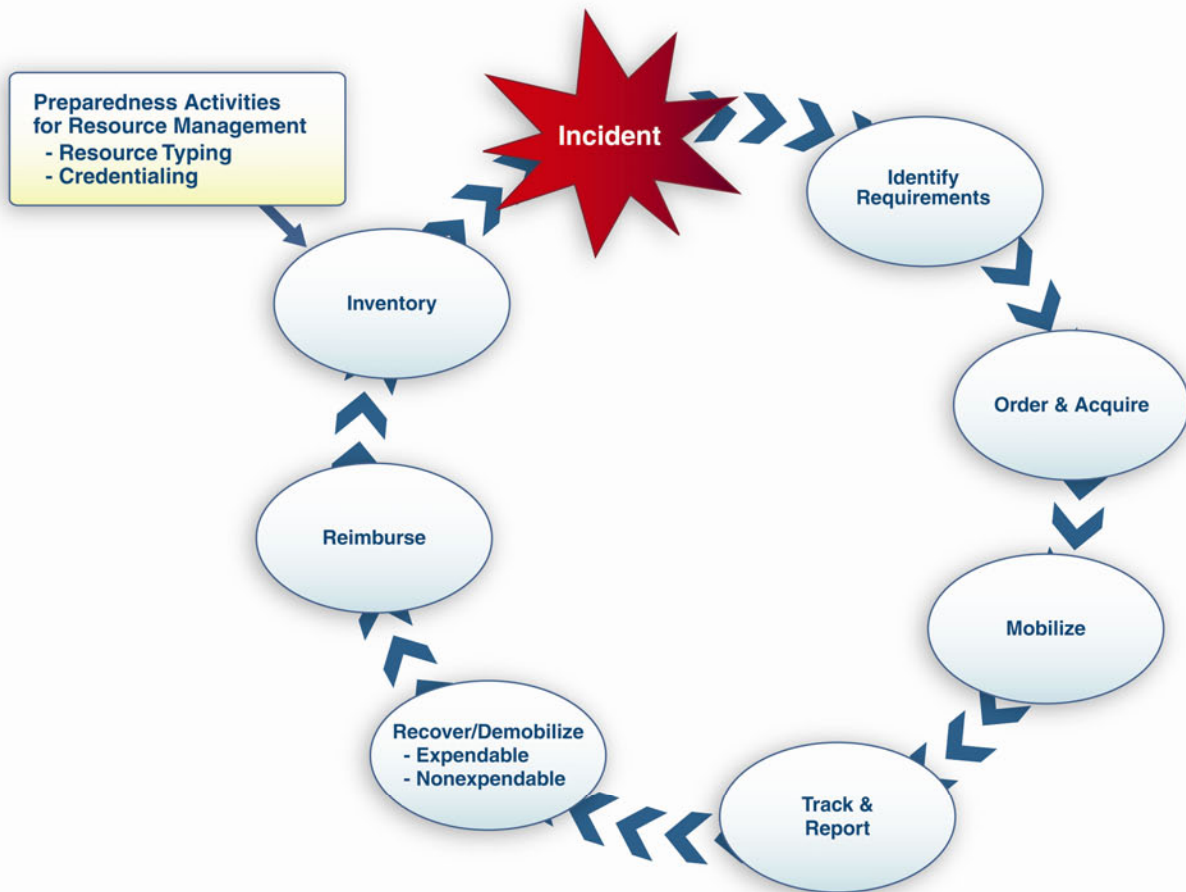 Preparedness Activities
for Resource Management
- Resource Typing
- Credentialing
Incident
Identify
Requirements
Order & Acquire
Mobilize
Track &
Report
Recover/Demobilize
- Expendable
- Nonexpendable
Reimburse
Inventory